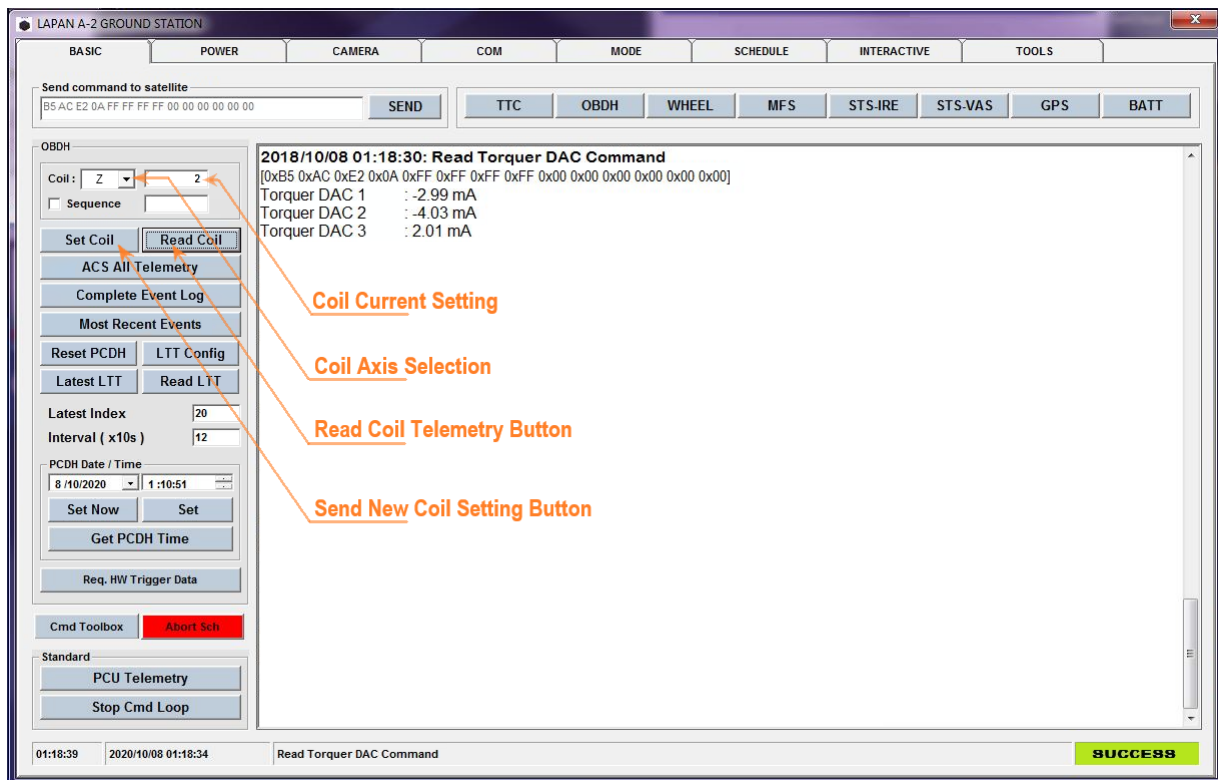 LAPAN A-2 GROUND STATION
BASIC POWER CAMERA COM MODE SCHEDULE INTERACTIVE TOOLS
Send command to satellite
B5 AC E2 0A FF FF FF FF 00 00 00 00 00 00 SEND
TTC OBDH WHEEL MFS STS-IRE STS-VAS GPS BATT
OBDH
Coil : Z 2
Sequence
Set Coil Read Coil
ACS All Telemetry
Complete Event Log
Most Recent Events
Reset PCDH LTT Config
Latest LTT Read LTT
Latest Index 20
Interval ( x10s ) 12
PCDH Date / Time
8 /10/2020 1 :10:51
Set Now Set
Get PCDH Time
Req. HW Trigger Data
Cmd Toolbox Abort Sch
Standard
PCU Telemetry
Stop Cmd Loop
2018/10/08 01:18:30: Read Torquer DAC Command
[0xB5 0xAC 0xE2 0x0A 0xFF 0xFF 0xFF 0xFF 0x00 0x00 0x00 0x00 0x00 0x00]
Torquer DAC 1 : -2.99 mA
Torquer DAC 2 : -4.03 mA
Torquer DAC 3 : 2.01 mA
Coil Current Setting
Coil Axis Selection
Read Coil Telemetry Button
Send New Coil Setting Button
01:18:39 2020/10/08 01:18:34 Read Torquer DAC Command SUCCESS